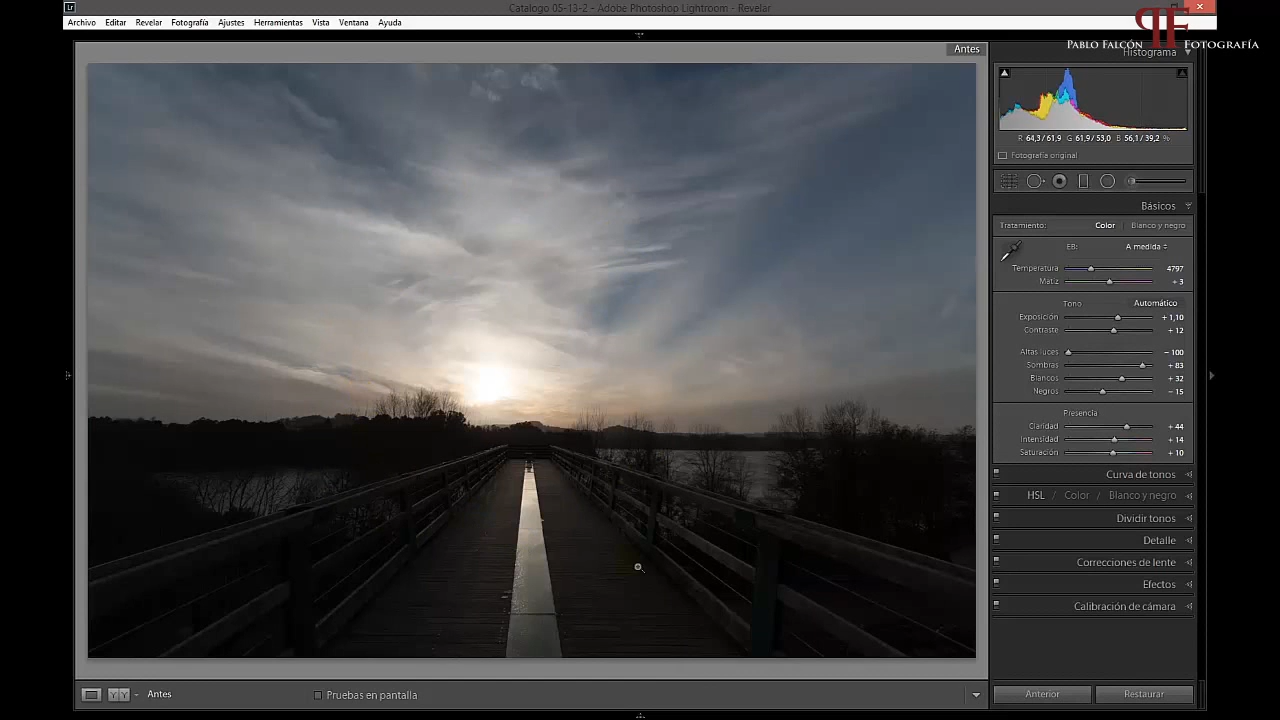 Catalogo 05-13-2 - Adobe Photoshop Lightroom - Revelar
Archivo Editar Revelar Fotografía Ajustes Herramientas Vista Ventana Ayuda
PABLO FALCÓN FOTOGRAFÍA
Antes
Histograma
R 64,3/61,9 G 61,9/53,0 B 56,1/39,2 %
Fotografía original
Básicos
Tratamiento: Color Blanco y negro
EB: A medida
Temperatura 4797
Matiz + 3
Tono Automático
Exposición + 1,10
Contraste + 12
Altas luces − 100
Sombras + 83
Blancos + 32
Negros − 15
Presencia
Claridad + 44
Intensidad + 14
Saturación + 10
Curva de tonos
HSL / Color / Blanco y negro
Dividir tonos
Detalle
Correcciones de lente
Efectos
Calibración de cámara
Antes
Pruebas en pantalla
Anterior Restaurar